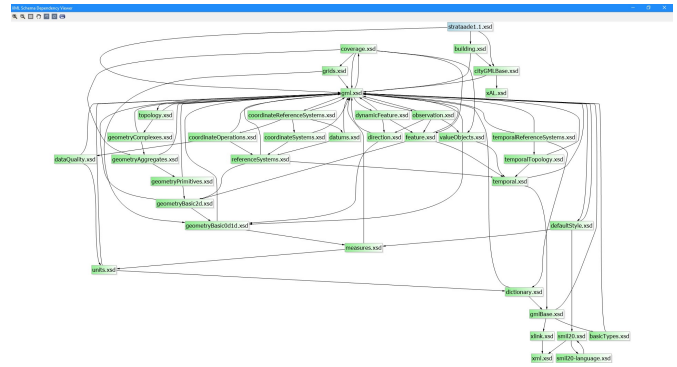 XML Schema Dependency Viewer
strataade1.1.xsd
coverage.xsd
building.xsd
grids.xsd
cityGMLBase.xsd
gml.xsd
xAL.xsd
topology.xsd
coordinateReferenceSystems.xsd
dynamicFeature.xsd
observation.xsd
geometryComplexes.xsd
coordinateOperations.xsd
coordinateSystems.xsd
datums.xsd
direction.xsd
feature.xsd
valueObjects.xsd
temporalReferenceSystems.xsd
dataQuality.xsd
geometryAggregates.xsd
referenceSystems.xsd
temporalTopology.xsd
geometryPrimitives.xsd
temporal.xsd
geometryBasic2d.xsd
geometryBasic0d1d.xsd
defaultStyle.xsd
measures.xsd
units.xsd
dictionary.xsd
gmlBase.xsd
xlink.xsd
smil20.xsd
basicTypes.xsd
xml.xsd
smil20-language.xsd